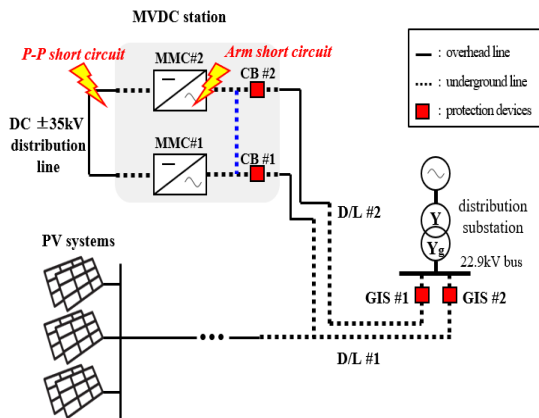 MVDC station
P-P short circuit
Arm short circuit
MMC#2
CB #2
DC ±35kV
distribution
line
MMC#1
CB #1
D/L #2
PV systems
D/L #1
: overhead line
: underground line
: protection devices
Y
Yg
distribution
substation
22.9kV bus
GIS #1
GIS #2